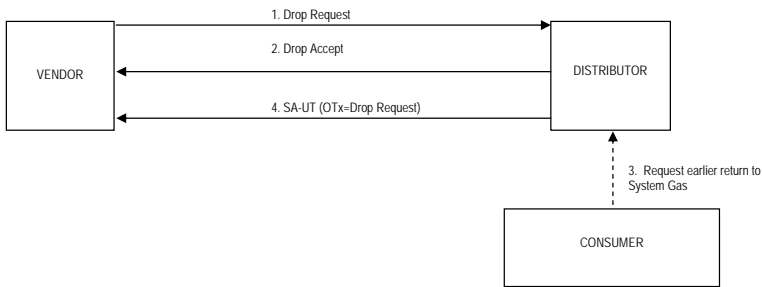 1. Drop Request
2. Drop Accept
VENDOR
DISTRIBUTOR
4. SA-UT (OTx=Drop Request)
3. Request earlier return to
System Gas
CONSUMER